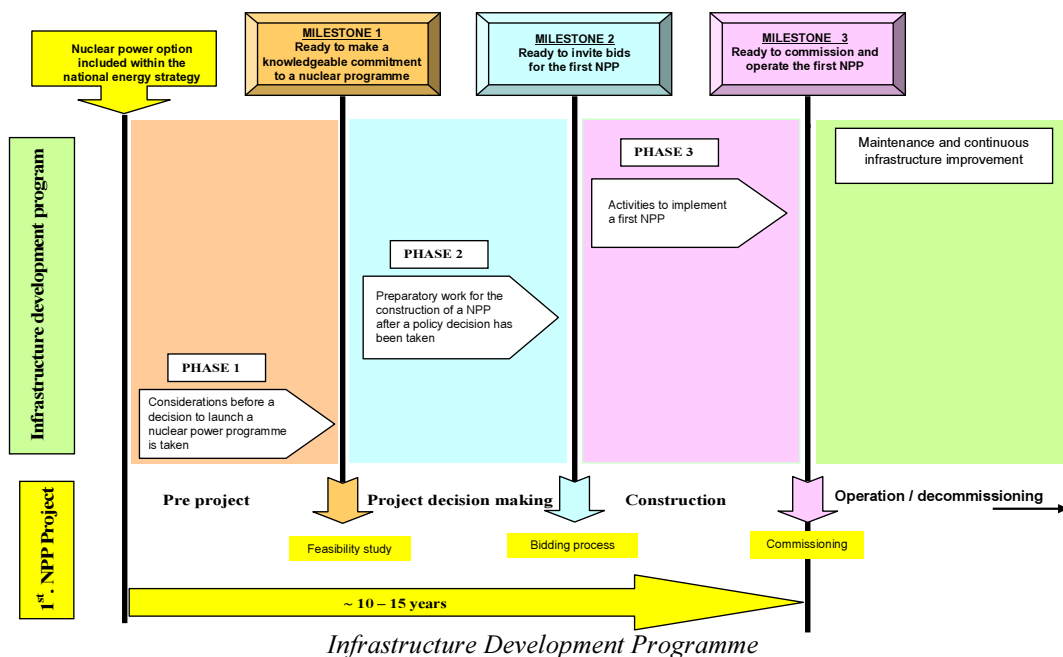 Nuclear power option
included within the
national energy strategy
MILESTONE 1
Ready to make a
knowledgeable commitment
to a nuclear programme
MILESTONE 2
Ready to invite bids
for the first NPP
MILESTONE 3
Ready to commission and
operate the first NPP
Infrastructure development program
PHASE 1
Considerations before a
decision to launch a
nuclear power programme
is taken
PHASE 2
Preparatory work for the
construction of a NPP
after a policy decision has
been taken
PHASE 3
Activities to implement
a first NPP
Maintenance and continuous
infrastructure improvement
1st. NPP Project
Pre project
Project decision making
Construction
Operation / decommissioning
Feasibility study
Bidding process
Commissioning
~ 10 – 15 years
Infrastructure Development Programme